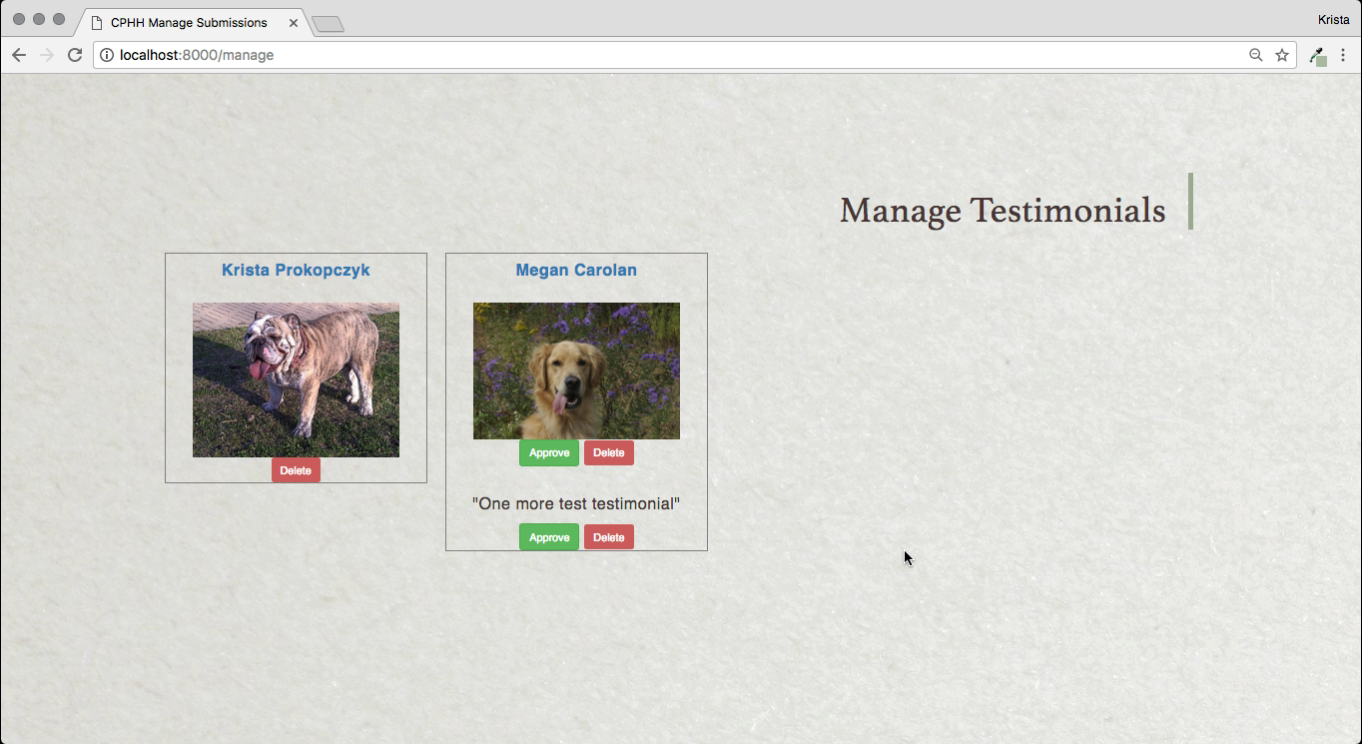 CPHH Manage Submissions
Krista
localhost:8000/manage
Manage Testimonials
Krista Prokopczyk
Delete
Megan Carolan
Approve Delete
"One more test testimonial"
Approve Delete